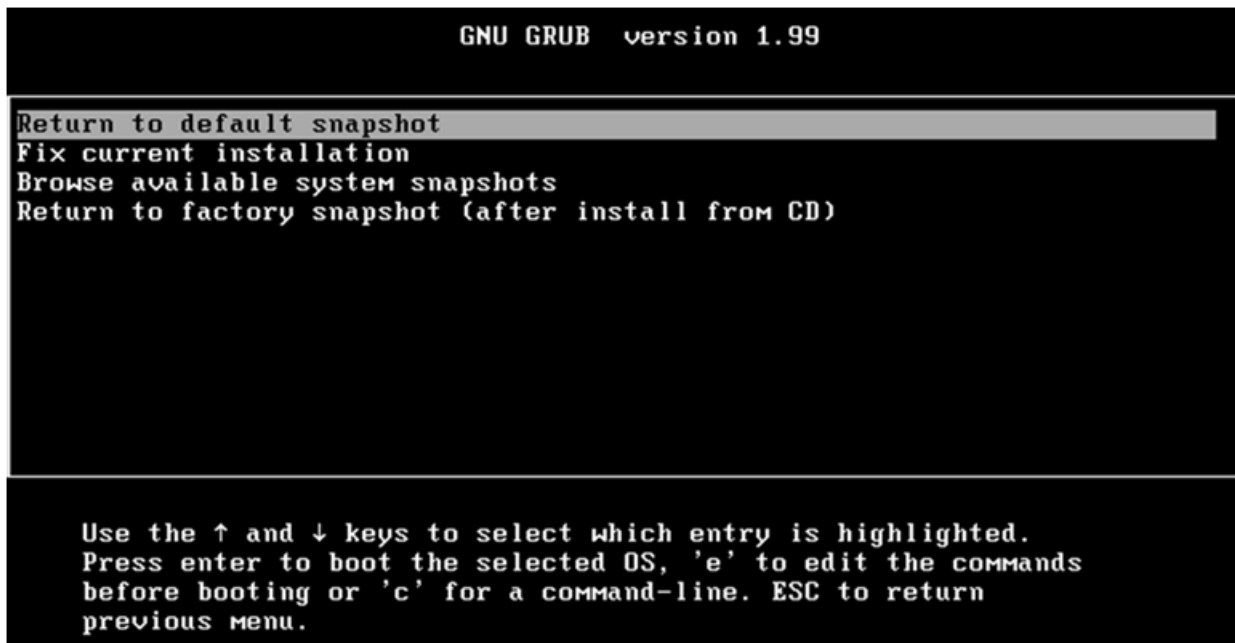 GNU GRUB  version 1.99
Return to default snapshot
Fix current installation
Browse available system snapshots
Return to factory snapshot (after install from CD)
Use the ↑ and ↓ keys to select which entry is highlighted.
Press enter to boot the selected OS, 'e' to edit the commands
before booting or 'c' for a command-line. ESC to return
previous menu.